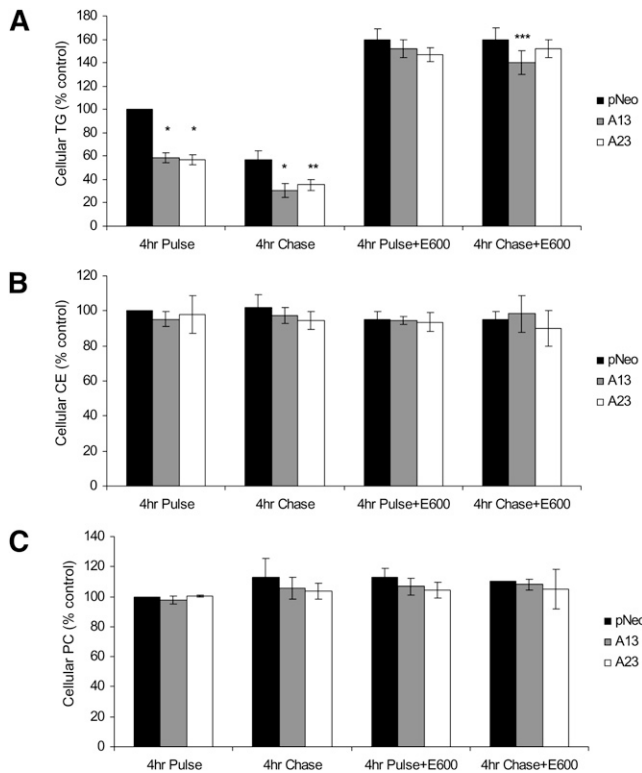 A
Cellular TG (% control)
180
160
140
120
100
80
60
40
20
0
* *
* **
***
4hr Pulse 4hr Chase 4hr Pulse+E600 4hr Chase+E600
pNeo
A13
A23
B
Cellular CE (% control)
120
100
80
60
40
20
0
4hr Pulse 4hr Chase 4hr Pulse+E600 4hr Chase+E600
pNeo
A13
A23
C
Cellular PC (% control)
140
120
100
80
60
40
20
0
4hr Pulse 4hr Chase 4hr Pulse+E600 4hr Chase+E600
pNeo
A13
A23